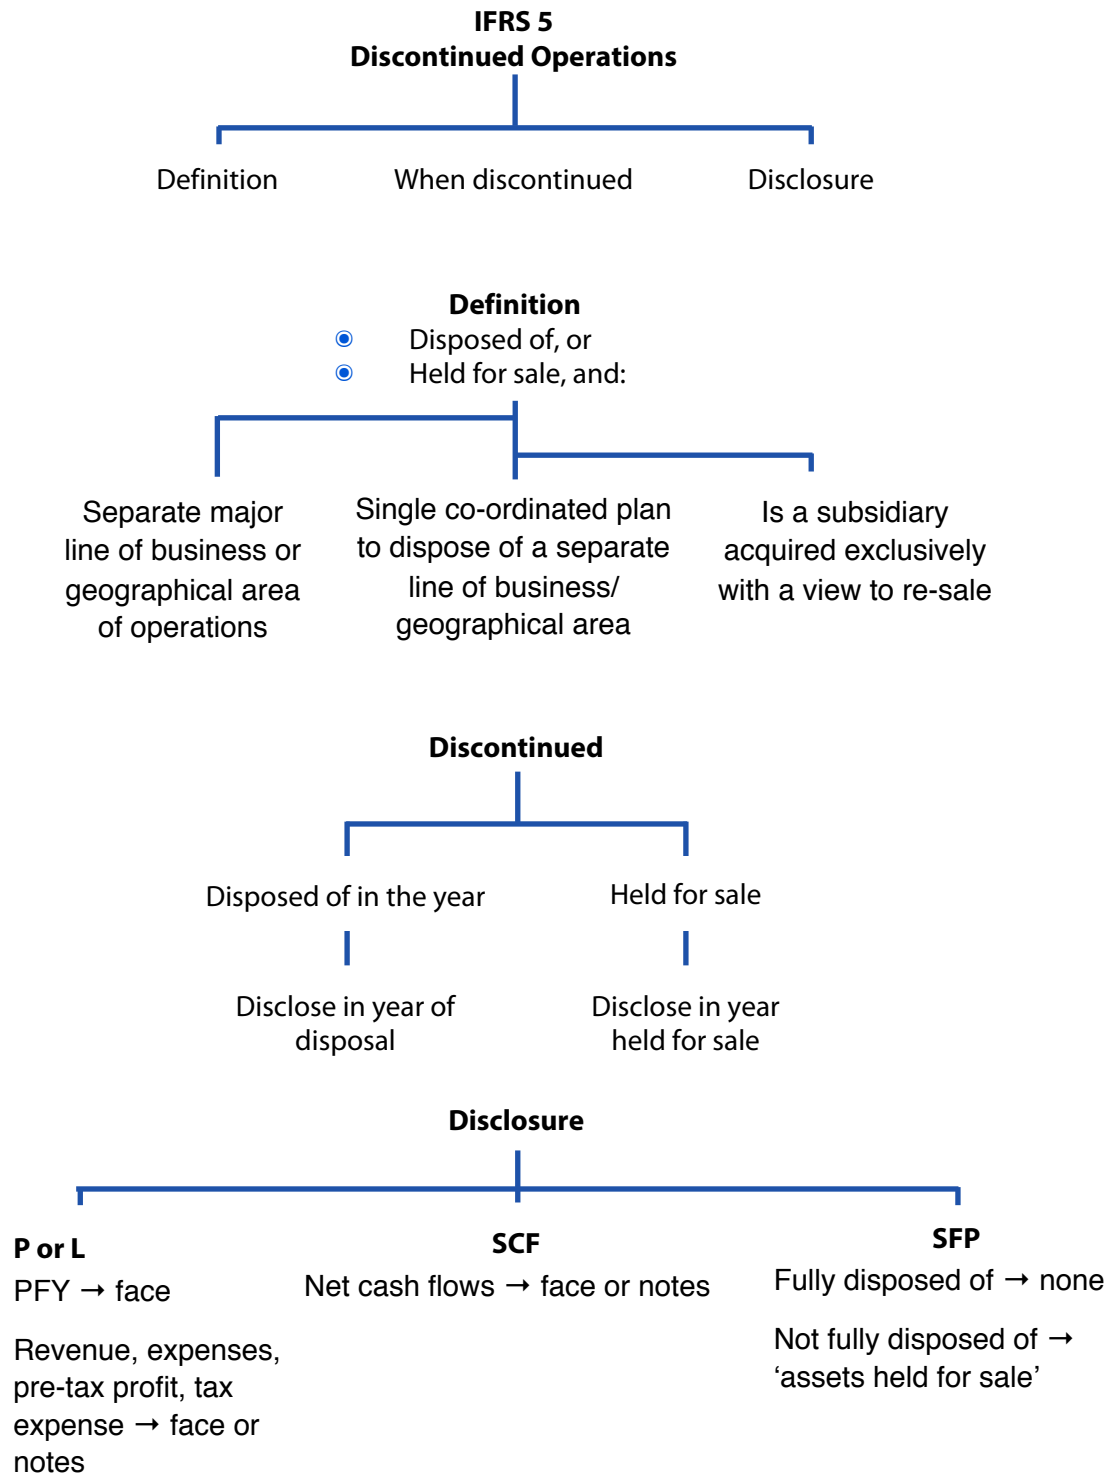 IFRS 5
Discontinued Operations
Definition
When discontinued
Disclosure
Definition
Disposed of, or
Held for sale, and:
Separate major
line of business or
geographical area
of operations
Single co-ordinated plan
to dispose of a separate
line of business/
geographical area
Is a subsidiary
acquired exclusively
with a view to re-sale
Discontinued
Disposed of in the year
Held for sale
Disclose in year of
disposal
Disclose in year
held for sale
Disclosure
P or L
PFY → face
Revenue, expenses,
pre-tax profit, tax
expense → face or
notes
SCF
Net cash flows → face or notes
SFP
Fully disposed of → none
Not fully disposed of →
‘assets held for sale’